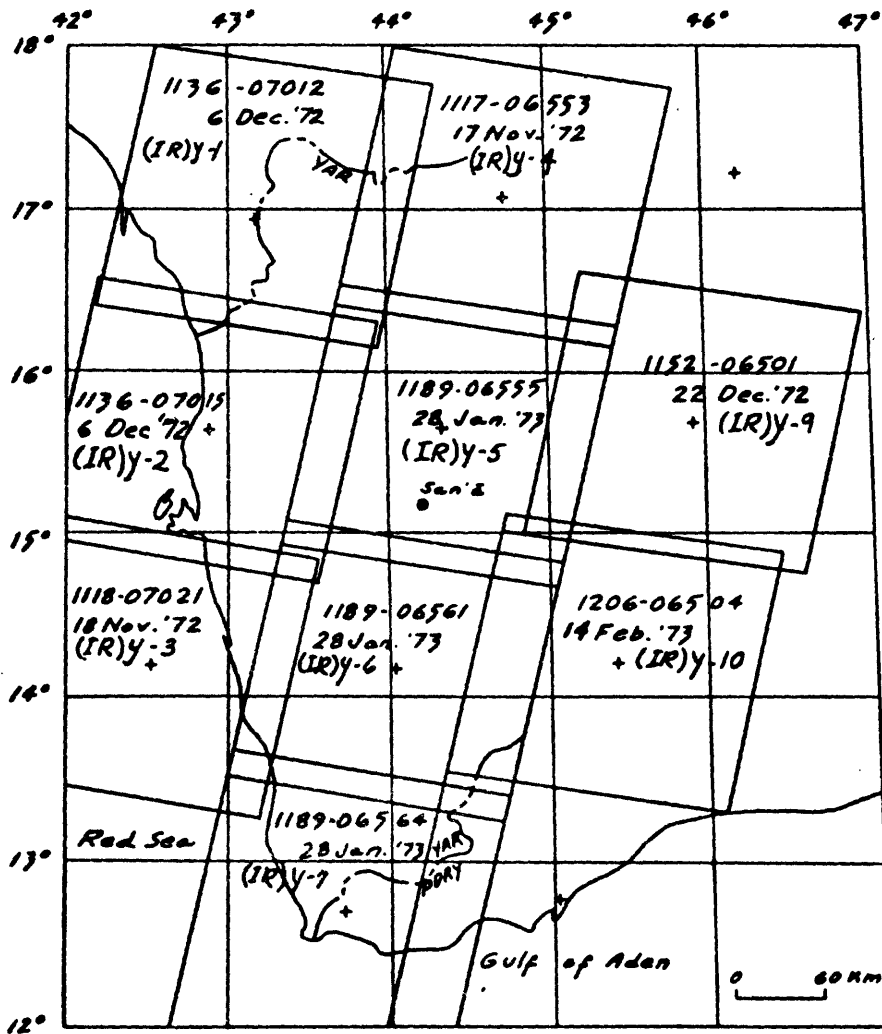 42° 43° 44° 45° 46° 47°
18°
1136-07012
6 Dec.'72
(IR)Y-1
1117-06553
17 Nov.'72
(IR)Y-4
YAR
17°
16°
1136-07015
6 Dec '72
(IR)Y-2
1189-06555
28 Jan.'73
(IR)Y-5
San'a
1152-06501
22 Dec.'72
(IR)Y-9
15°
1118-07021
18 Nov.'72
(IR)Y-3
1189-06561
28 Jan.'73
(IR)Y-6
1206-06504
14 Feb.'73
(IR)Y-10
14°
Red Sea
1189-06564
28 Jan.'73
(IR)Y-7
YAR
PDRY
13°
Gulf of Aden
0 60 Km
12°